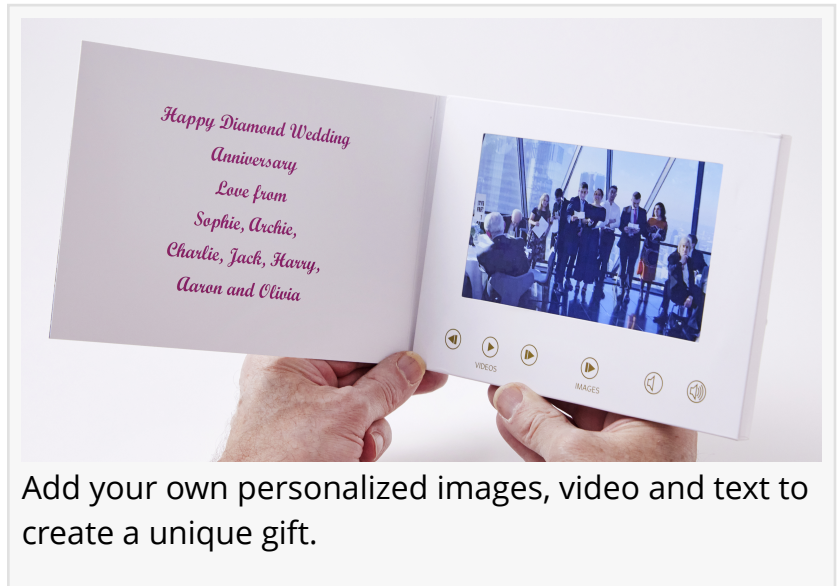 Happy Diamond Wedding
Anniversary
Love from
Sophie, Archie,
Charlie, Jack, Harry,
Aaron and Olivia
VIDEOS
IMAGES
Add your own personalized images, video and text to
create a unique gift.